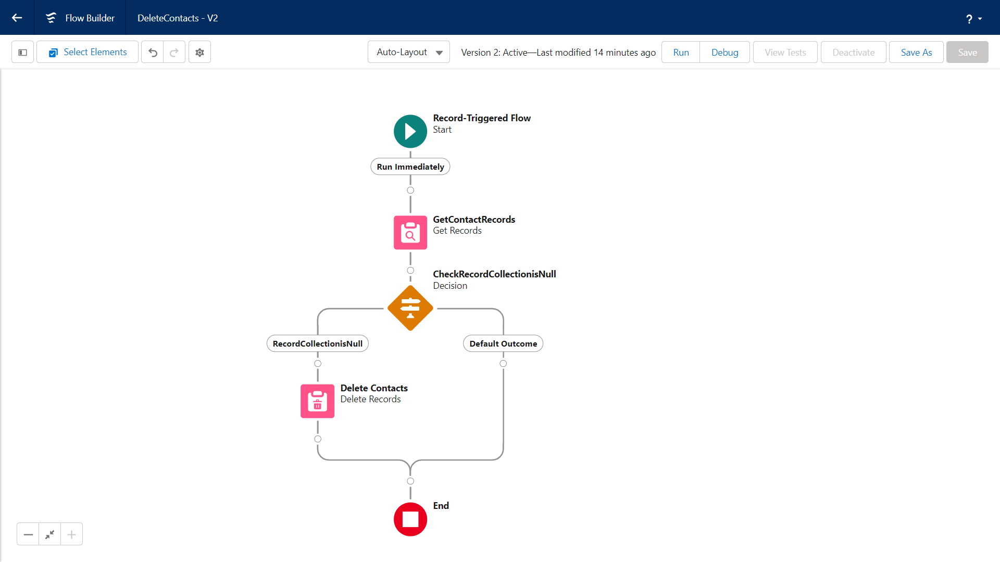 Flow Builder
DeleteContacts - V2
?
Select Elements
Auto-Layout
Version 2: Active—Last modified 14 minutes ago
Run
Debug
View Tests
Deactivate
Save As
Save
Record-Triggered Flow
Start
Run Immediately
GetContactRecords
Get Records
CheckRecordCollectionisNull
Decision
RecordCollectionisNull
Default Outcome
Delete Contacts
Delete Records
End